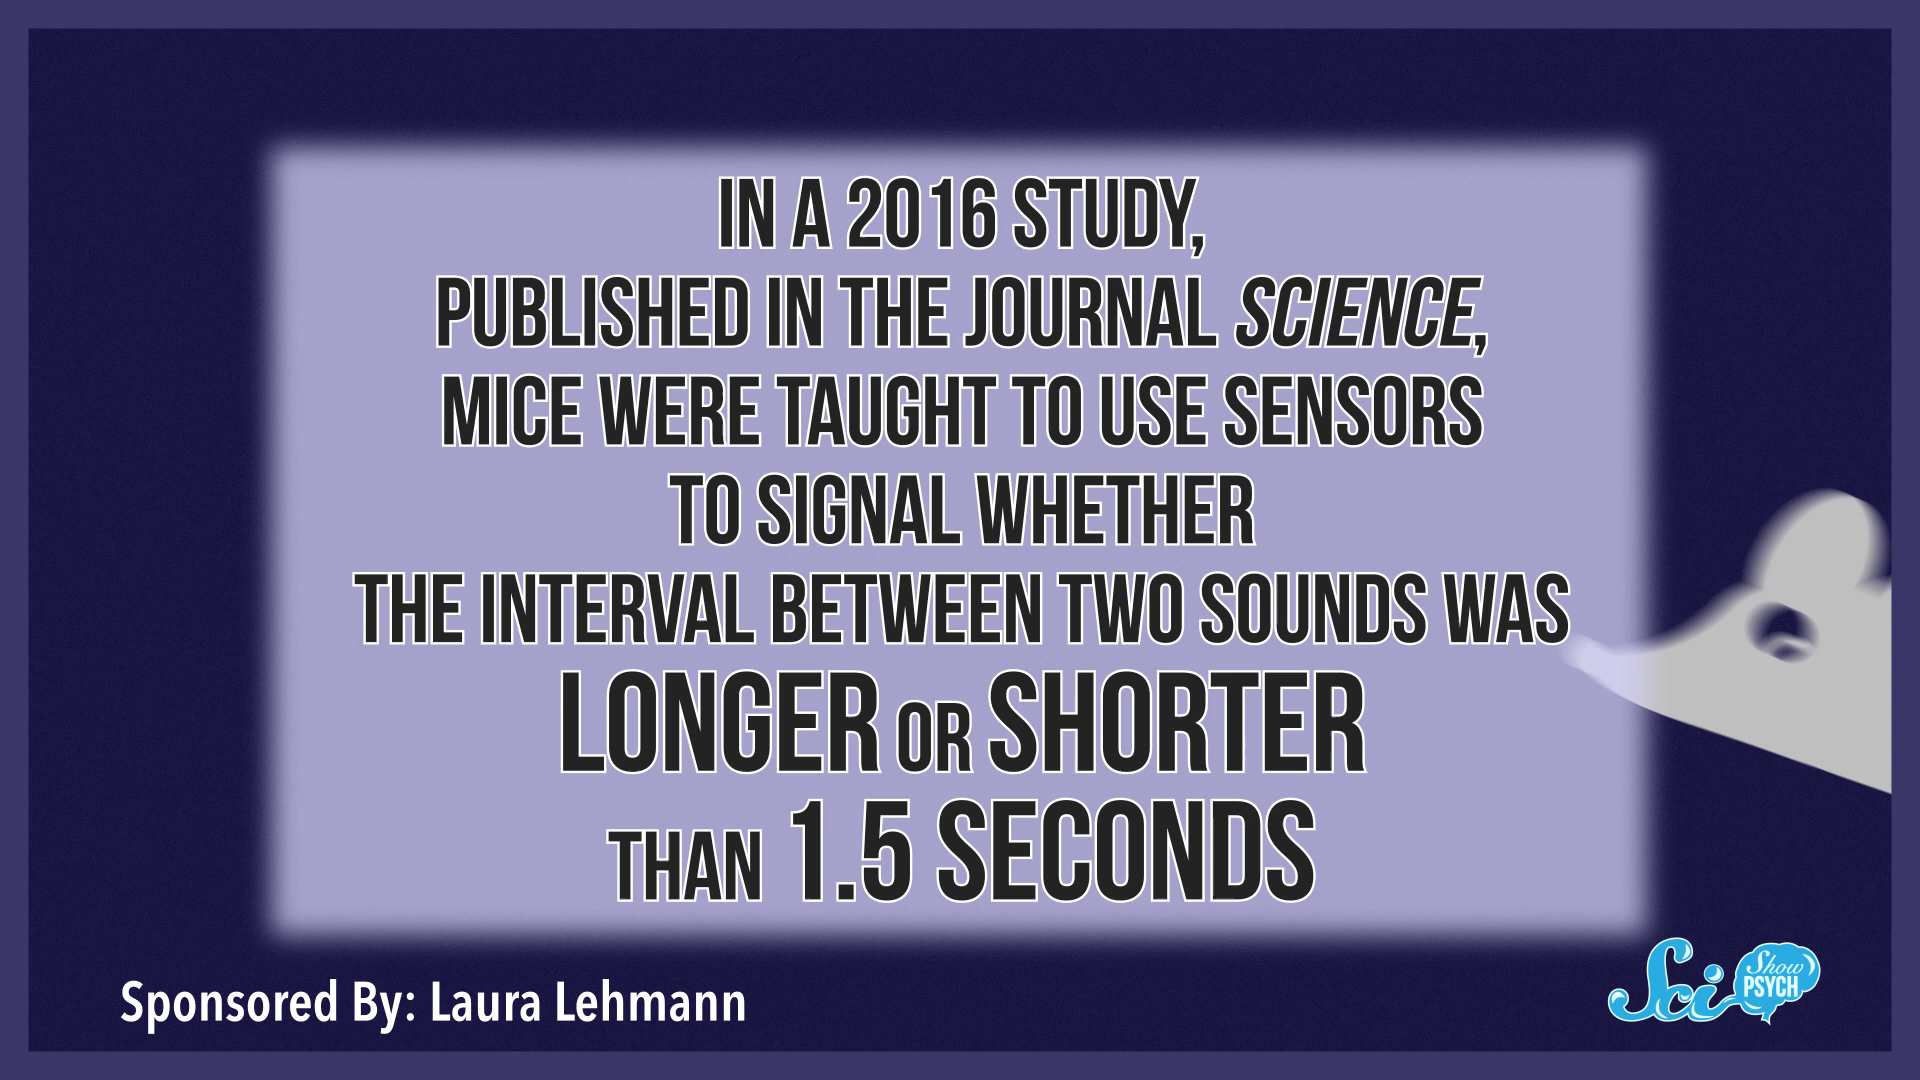 IN A 2016 STUDY,
PUBLISHED IN THE JOURNAL SCIENCE,
MICE WERE TAUGHT TO USE SENSORS
TO SIGNAL WHETHER
THE INTERVAL BETWEEN TWO SOUNDS WAS
LONGER OR SHORTER
THAN 1.5 SECONDS
Sponsored By: Laura Lehmann
Sci Show
PSYCH